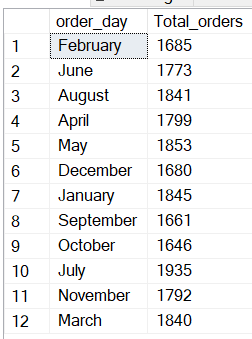 order_day Total_orders
1 February 1685
2 June 1773
3 August 1841
4 April 1799
5 May 1853
6 December 1680
7 January 1845
8 September 1661
9 October 1646
10 July 1935
11 November 1792
12 March 1840